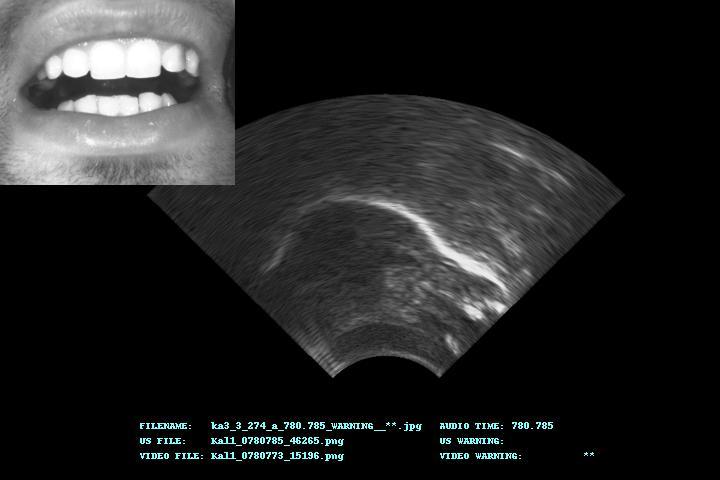 FILENAME: ka3_3_274_a_780.785_WARNING__**.jpg AUDIO TIME: 780.785
US FILE: Kal1_0780785_46265.png US WARNING:
VIDEO FILE: Kal1_0780773_15196.png VIDEO WARNING: **